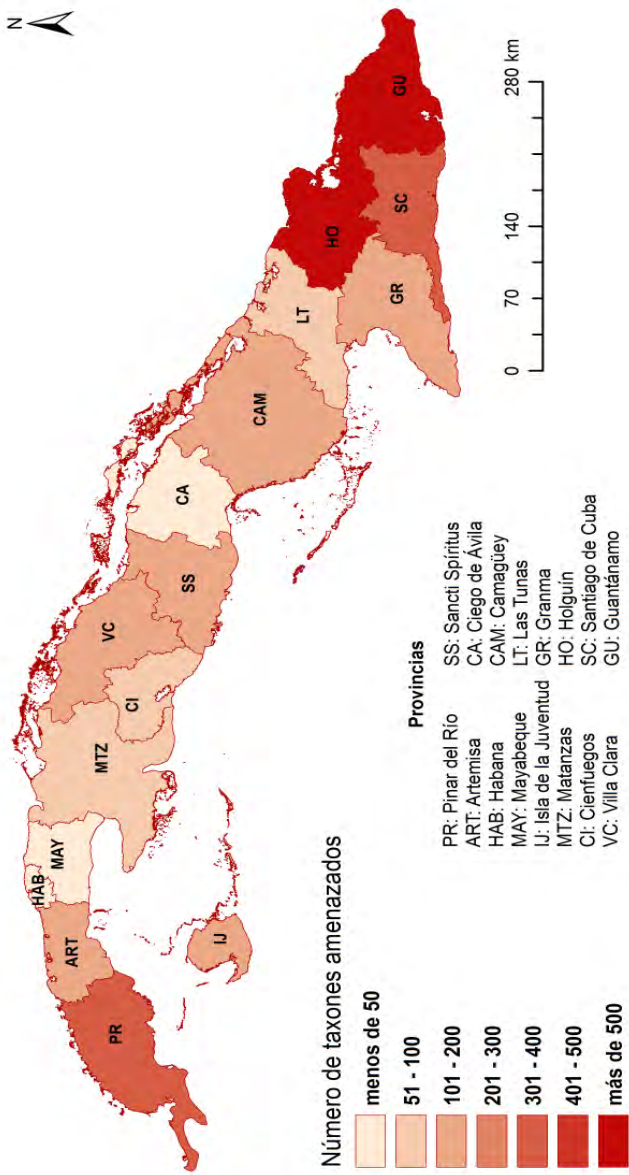 N
HAB
MAY
ART
PR
IJ
MTZ
CI
VC
SS
CA
CAM
LT
GR
HO
SC
GU
0 70 140 280 km
Número de taxones amenazados
menos de 50
51 - 100
101 - 200
201 - 300
301 - 400
401 - 500
más de 500
Provincias
PR: Pinar del Río
ART: Artemisa
HAB: Habana
MAY: Mayabeque
IJ: Isla de la Juventud
MTZ: Matanzas
CI: Cienfuegos
VC: Villa Clara
SS: Sancti Spíritus
CA: Ciego de Ávila
CAM: Camagüey
LT: Las Tunas
GR: Granma
HO: Holguín
SC: Santiago de Cuba
GU: Guantánamo